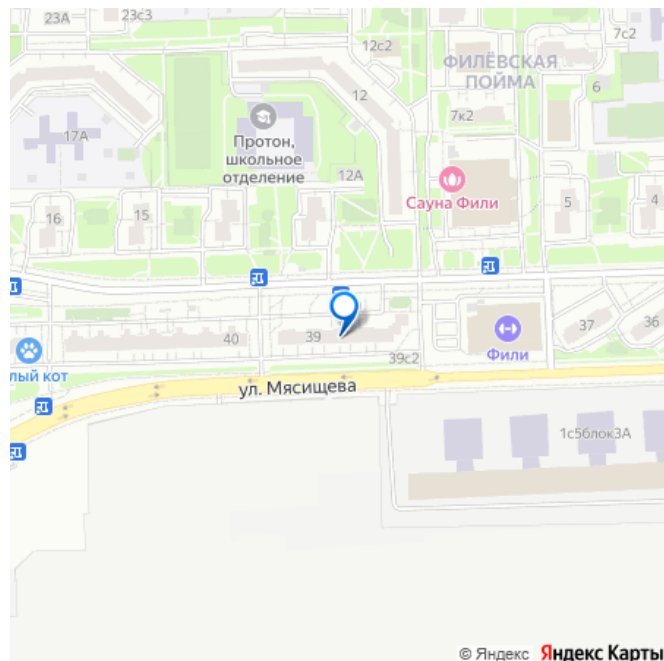 23А
23с3
12с2
7с2
ФИЛЁВСКАЯ
ПОЙМА
12
6
7к2
17А
Протон,
школьное
отделение
12А
Сауна Фили
16
15
5
4
39
40
37
36
Фили
лый кот
39с2
ул. Мясищева
1с5блок3А
© Яндекс Яндекс Карты